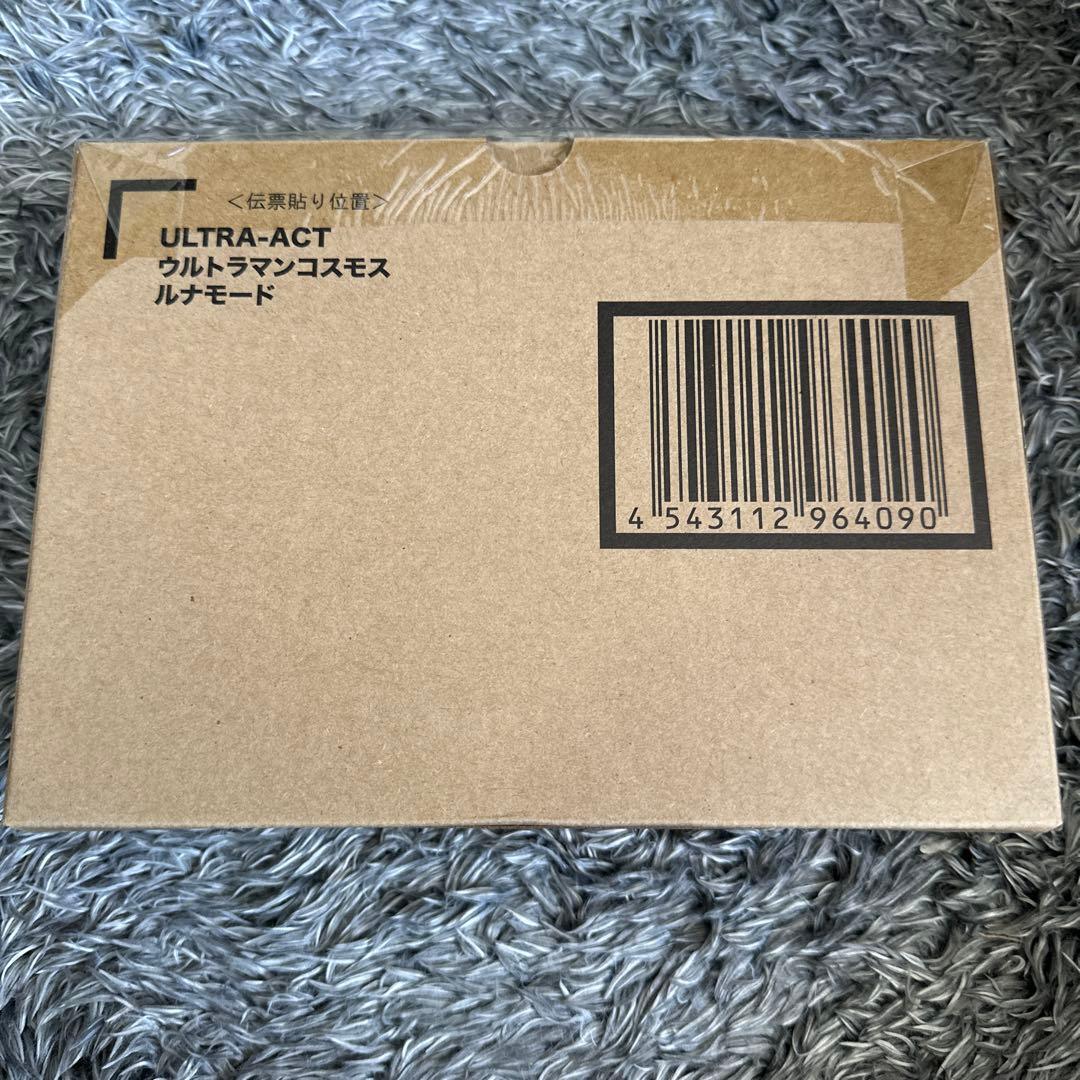 ＜伝票貼り位置＞
ULTRA-ACT
ウルトラマンコスモス
ルナモード
4 543112 964090